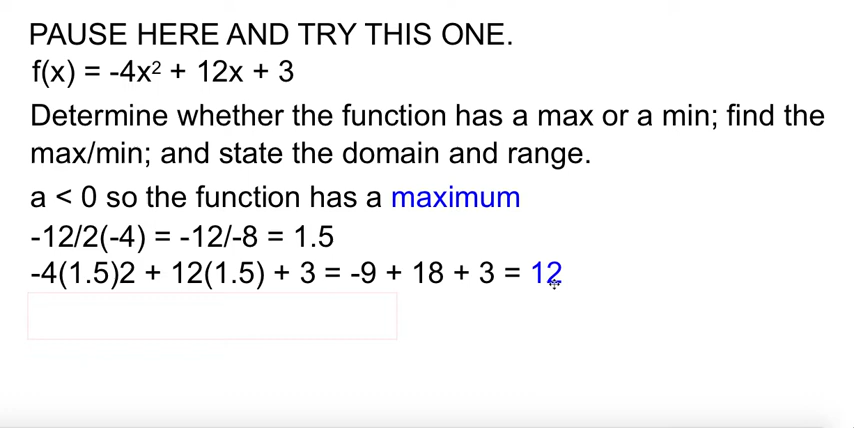 PAUSE HERE AND TRY THIS ONE.
f(x) = -4x² + 12x + 3
Determine whether the function has a max or a min; find the
max/min; and state the domain and range.
a < 0 so the function has a maximum
-12/2(-4) = -12/-8 = 1.5
-4(1.5)2 + 12(1.5) + 3 = -9 + 18 + 3 = 12